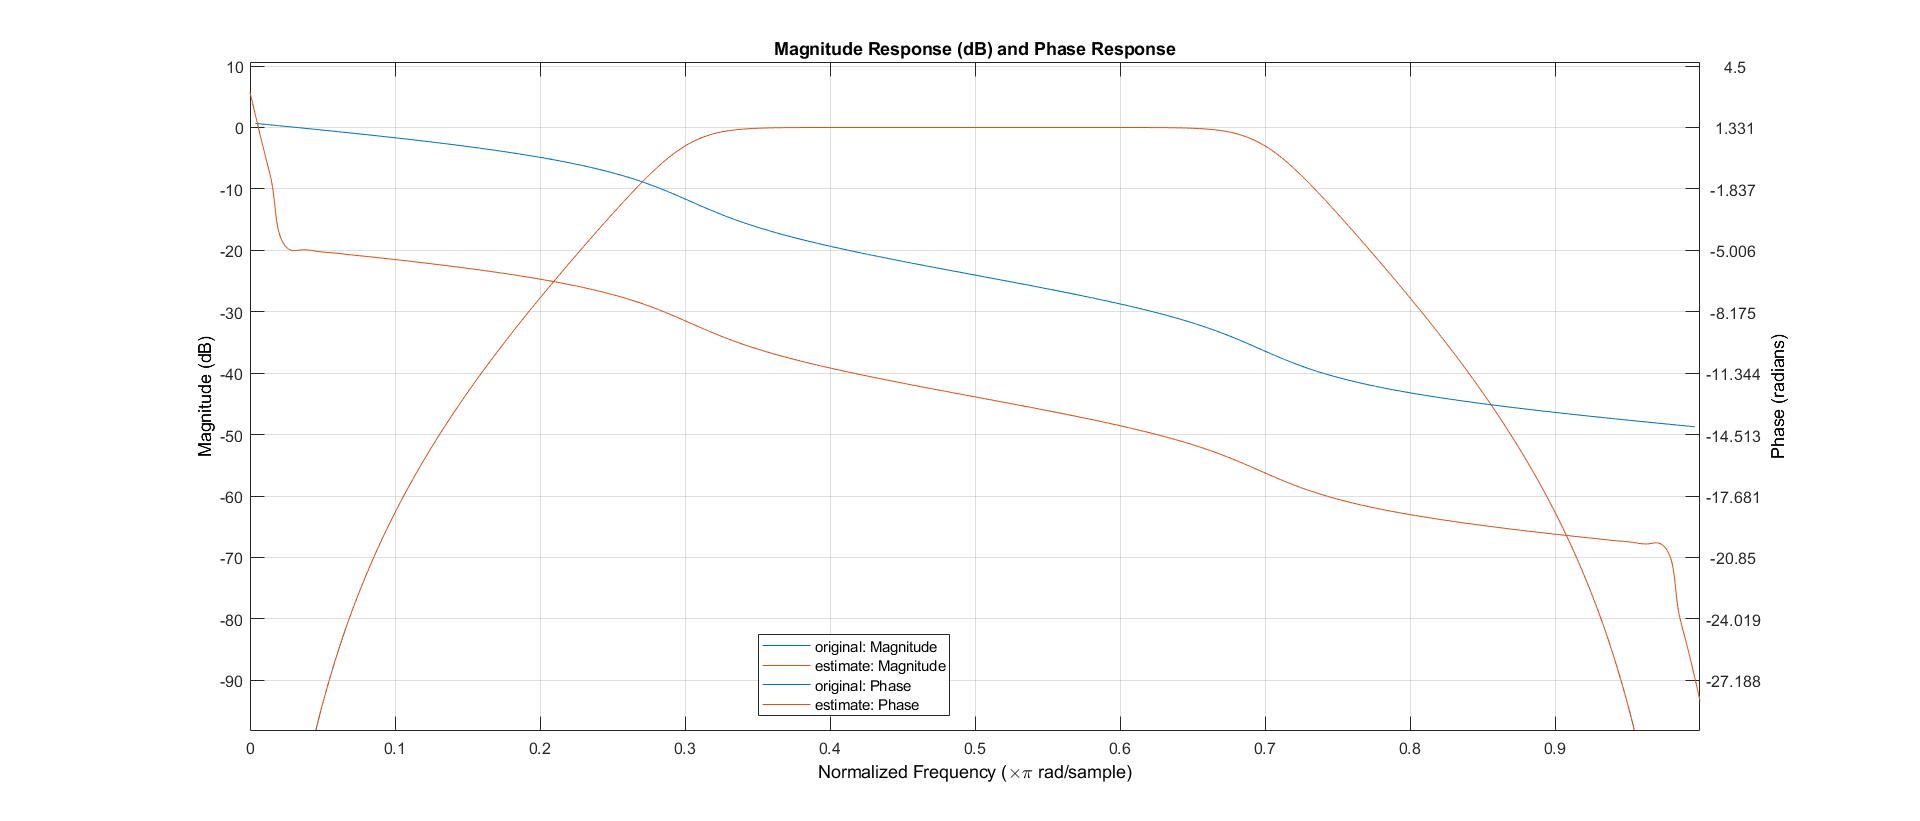 Magnitude Response (dB) and Phase Response
10
0
-10
-20
-30
-40
-50
-60
-70
-80
-90
Magnitude (dB)
4.5
1.331
-1.837
-5.006
-8.175
-11.344
-14.513
-17.681
-20.85
-24.019
-27.188
Phase (radians)
original: Magnitude
estimate: Magnitude
original: Phase
estimate: Phase
0 0.1 0.2 0.3 0.4 0.5 0.6 0.7 0.8 0.9
Normalized Frequency (×π rad/sample)